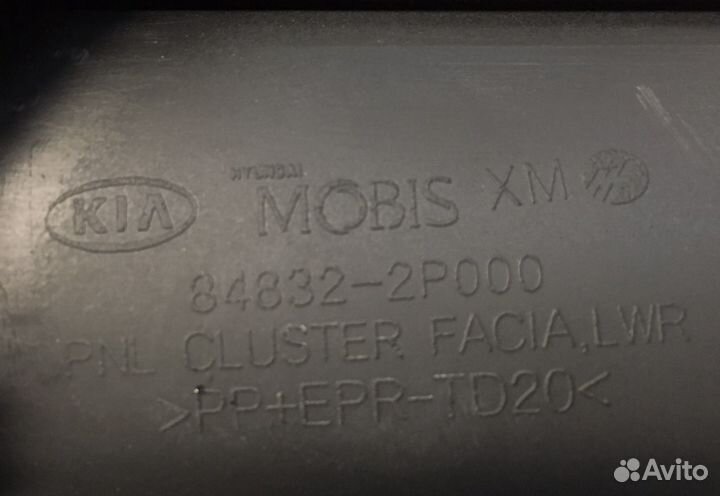 KIA HYUNDAI MOBIS XM
84832-2P000
PNL CLUSTER FACIA,LWR
>PP+EPR-TD20<
Avito